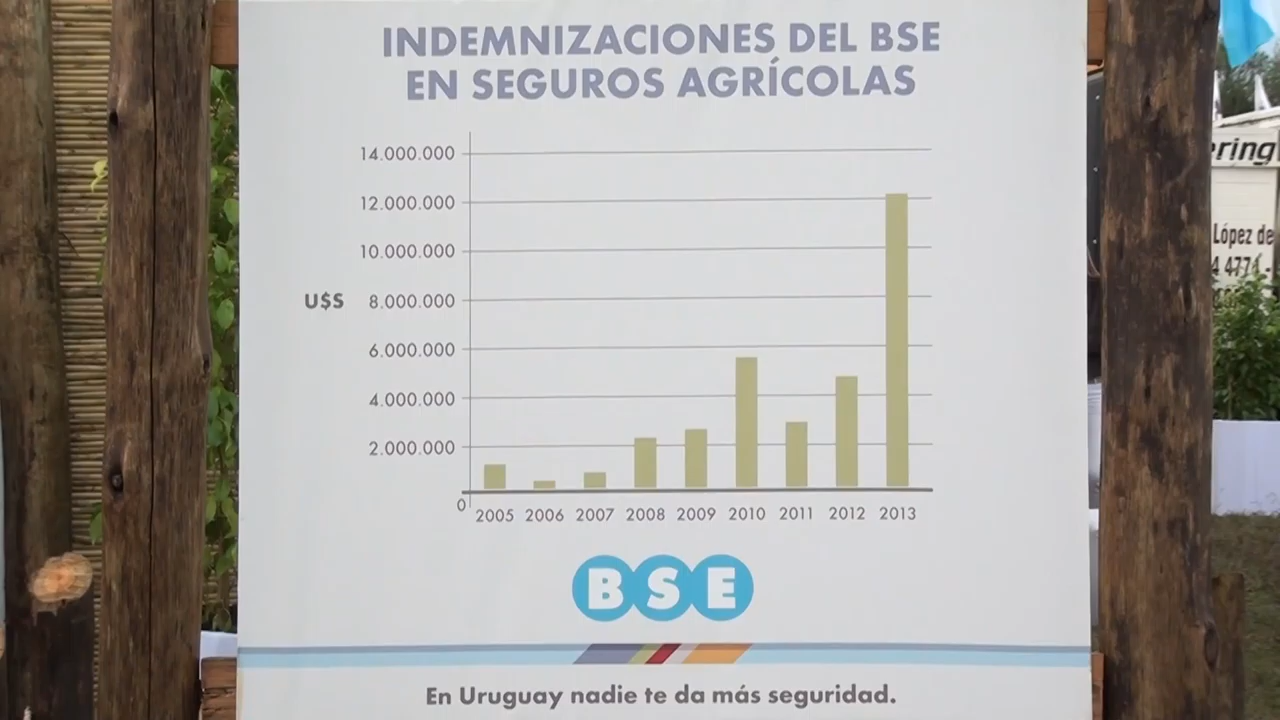 INDEMNIZACIONES DEL BSE
EN SEGUROS AGRÍCOLAS
14.000.000
12.000.000
10.000.000
U$S 8.000.000
6.000.000
4.000.000
2.000.000
0
2005 2006 2007 2008 2009 2010 2011 2012 2013
BSE
En Uruguay nadie te da más seguridad.
ering
López de
4 4774 -